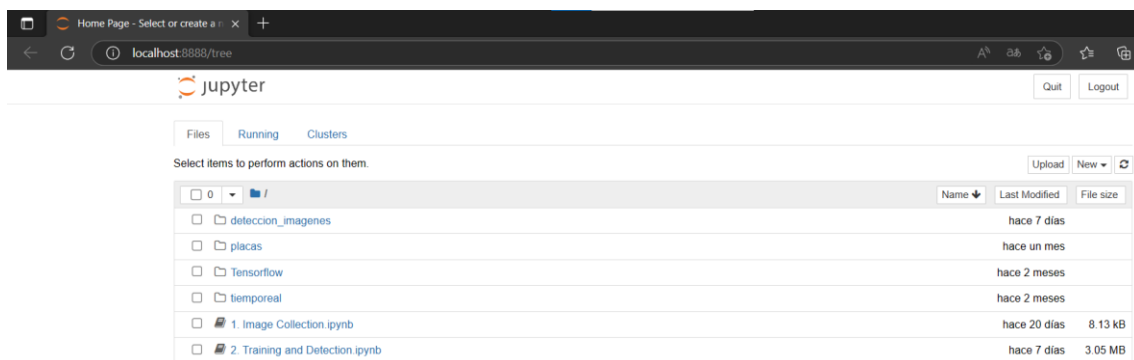 Home Page - Select or create a n
localhost:8888/tree
jupyter
Quit Logout
Files Running Clusters
Select items to perform actions on them.
Upload New
0 /
Name Last Modified File size
deteccion_imagenes hace 7 días
placas hace un mes
Tensorflow hace 2 meses
tiemporeal hace 2 meses
1. Image Collection.ipynb hace 20 días 8.13 kB
2. Training and Detection.ipynb hace 7 días 3.05 MB